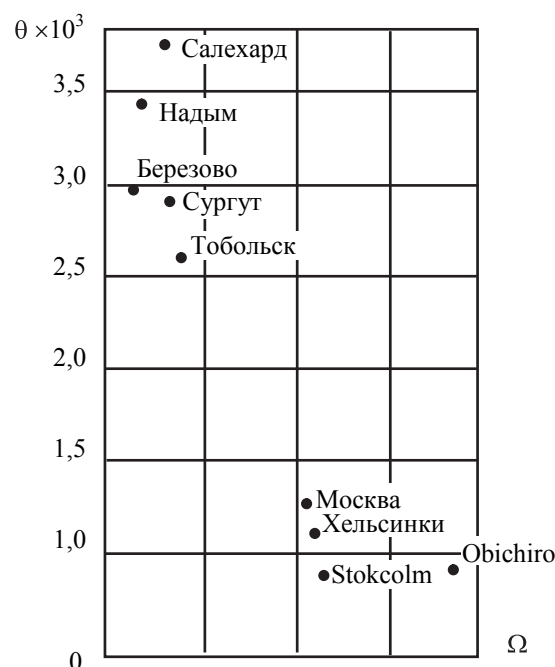 θ ×10³
Салехард
3,5
Надым
Березово
3,0
Сургут
Тобольск
2,5
2,0
1,5
Москва
Хельсинки
1,0
Obichiro
Stokcolm
0
Ω